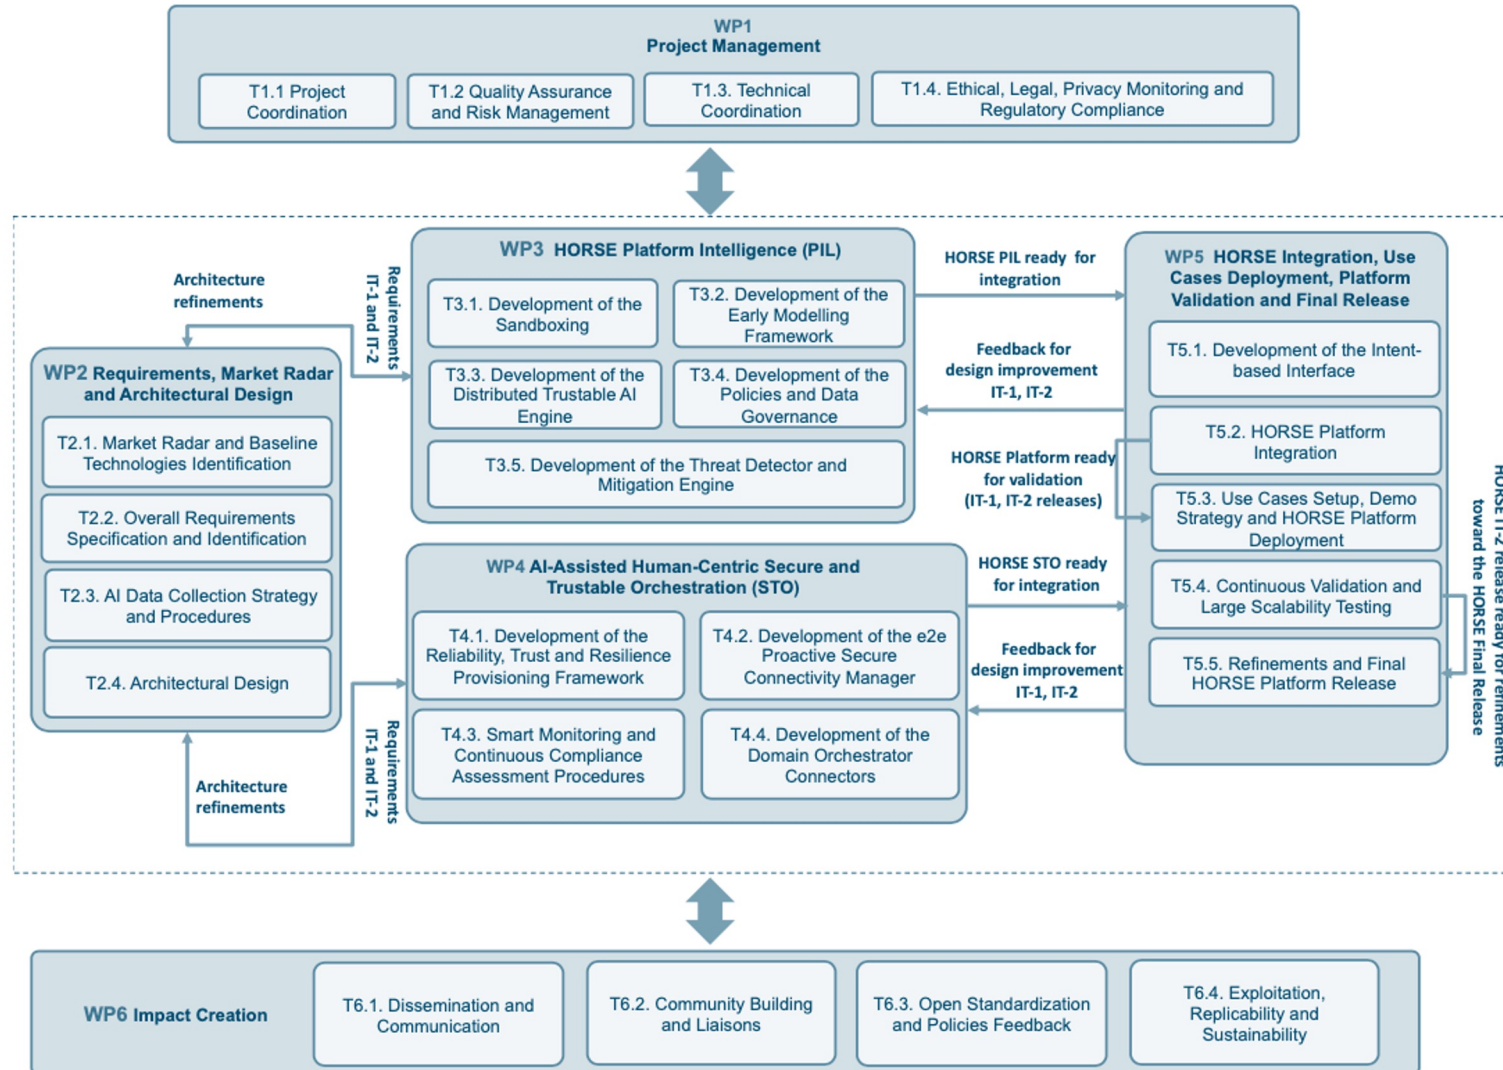 WP1
Project Management
T1.1 Project
Coordination
T1.2 Quality Assurance
and Risk Management
T1.3. Technical
Coordination
T1.4. Ethical, Legal, Privacy Monitoring and
Regulatory Compliance
Architecture
refinements
Requirements
IT-1 and IT-2
WP2 Requirements, Market Radar
and Architectural Design
T2.1. Market Radar and Baseline
Technologies Identification
T2.2. Overall Requirements
Specification and Identification
T2.3. AI Data Collection Strategy
and Procedures
T2.4. Architectural Design
Architecture
refinements
Requirements
IT-1 and IT-2
WP3 HORSE Platform Intelligence (PIL)
T3.1. Development of the
Sandboxing
T3.2. Development of the
Early Modelling
Framework
T3.3. Development of the
Distributed Trustable AI
Engine
T3.4. Development of the
Policies and Data
Governance
T3.5. Development of the Threat Detector and
Mitigation Engine
WP4 AI-Assisted Human-Centric Secure and
Trustable Orchestration (STO)
T4.1. Development of the
Reliability, Trust and Resilience
Provisioning Framework
T4.2. Development of the e2e
Proactive Secure
Connectivity Manager
T4.3. Smart Monitoring and
Continuous Compliance
Assessment Procedures
T4.4. Development of the
Domain Orchestrator
Connectors
HORSE PIL ready for
integration
Feedback for
design improvement
IT-1, IT-2
HORSE Platform ready
for validation
(IT-1, IT-2 releases)
HORSE STO ready
for integration
Feedback for
design improvement
IT-1, IT-2
WP5 HORSE Integration, Use
Cases Deployment, Platform
Validation and Final Release
T5.1. Development of the Intent-
based Interface
T5.2. HORSE Platform
Integration
T5.3. Use Cases Setup, Demo
Strategy and HORSE Platform
Deployment
T5.4. Continuous Validation and
Large Scalability Testing
T5.5. Refinements and Final
HORSE Platform Release
HORSE IT-2 release ready for refinements
toward the HORSE Final Release
WP6 Impact Creation
T6.1. Dissemination and
Communication
T6.2. Community Building
and Liaisons
T6.3. Open Standardization
and Policies Feedback
T6.4. Exploitation,
Replicability and
Sustainability